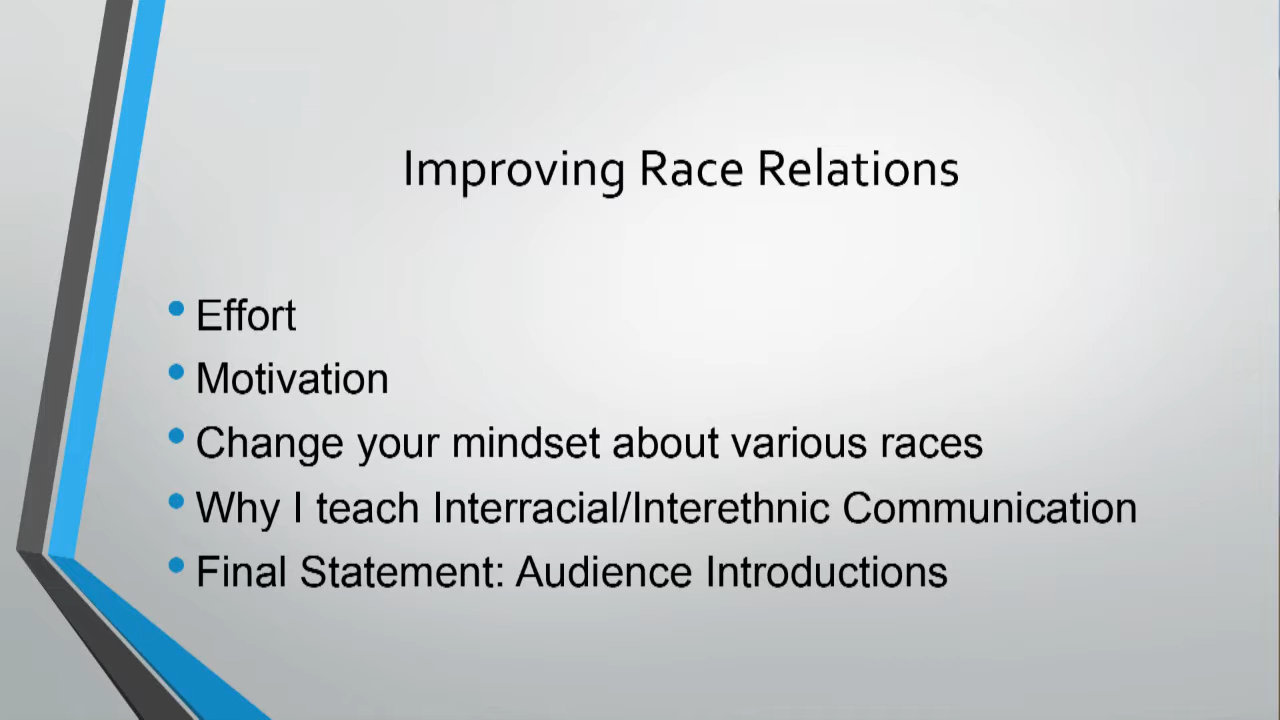 Improving Race Relations
• Effort
• Motivation
• Change your mindset about various races
• Why I teach Interracial/Interethnic Communication
• Final Statement: Audience Introductions